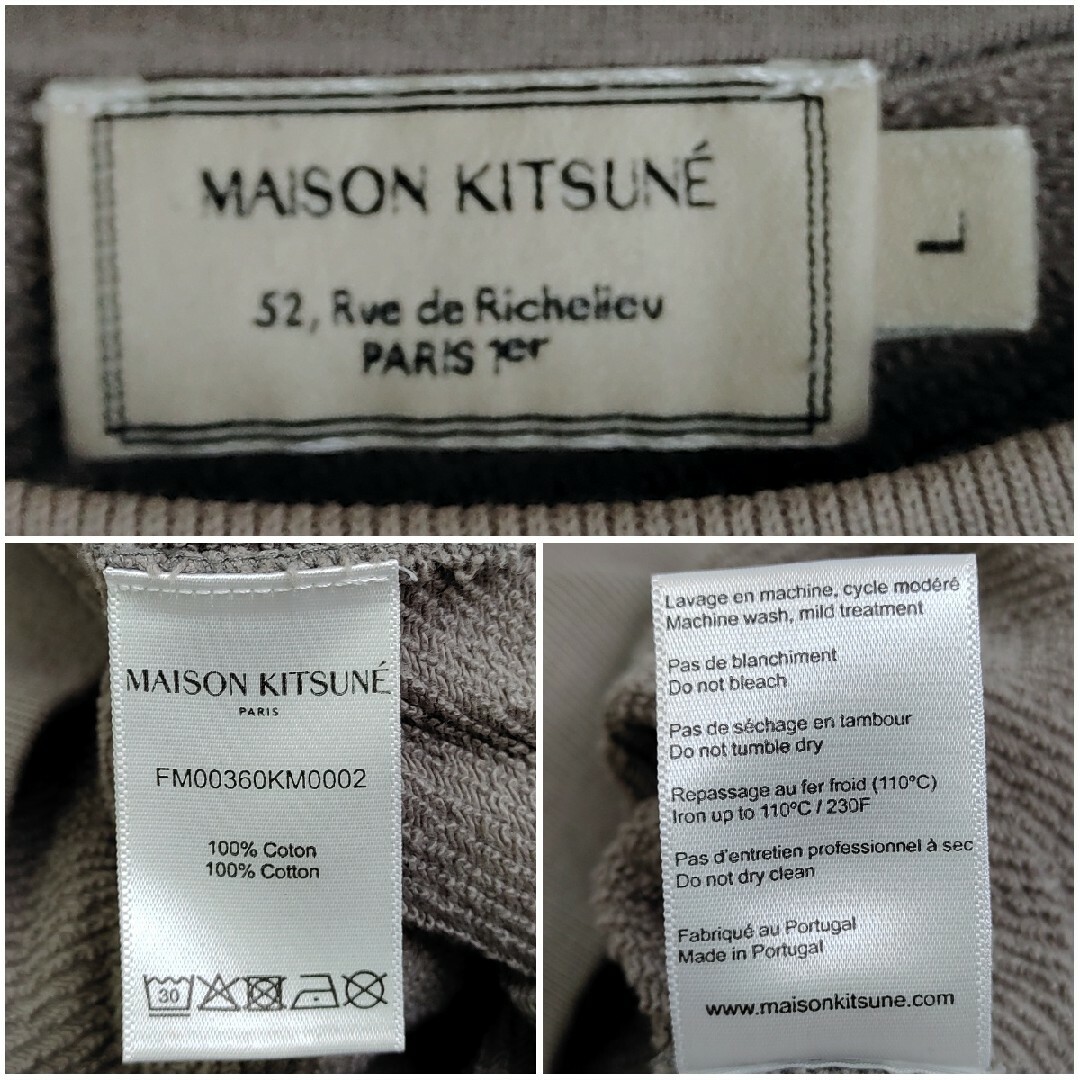 MAISON KITSUNÉ
52, Rue de Richelieu
PARIS 1er
L
MAISON KITSUNÉ
PARIS
FM00360KM0002
100% Coton
100% Cotton
30
Lavage en machine, cycle modéré
Machine wash, mild treatment
Pas de blanchiment
Do not bleach
Pas de séchage en tambour
Do not tumble dry
Repassage au fer froid (110°C)
Iron up to 110°C / 230F
Pas d'entretien professionnel à sec
Do not dry clean
Fabriqué au Portugal
Made in Portugal
www.maisonkitsune.com